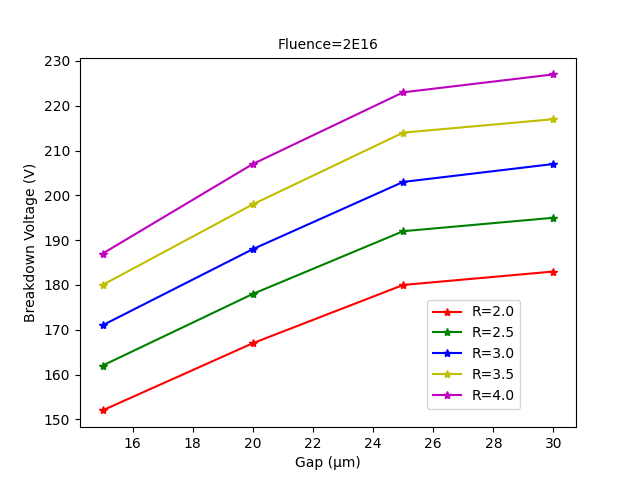 Fluence=2E16
230
220
210
200
190
180
170
160
150
Breakdown Voltage (V)
R=2.0
R=2.5
R=3.0
R=3.5
R=4.0
16 18 20 22 24 26 28 30
Gap (μm)